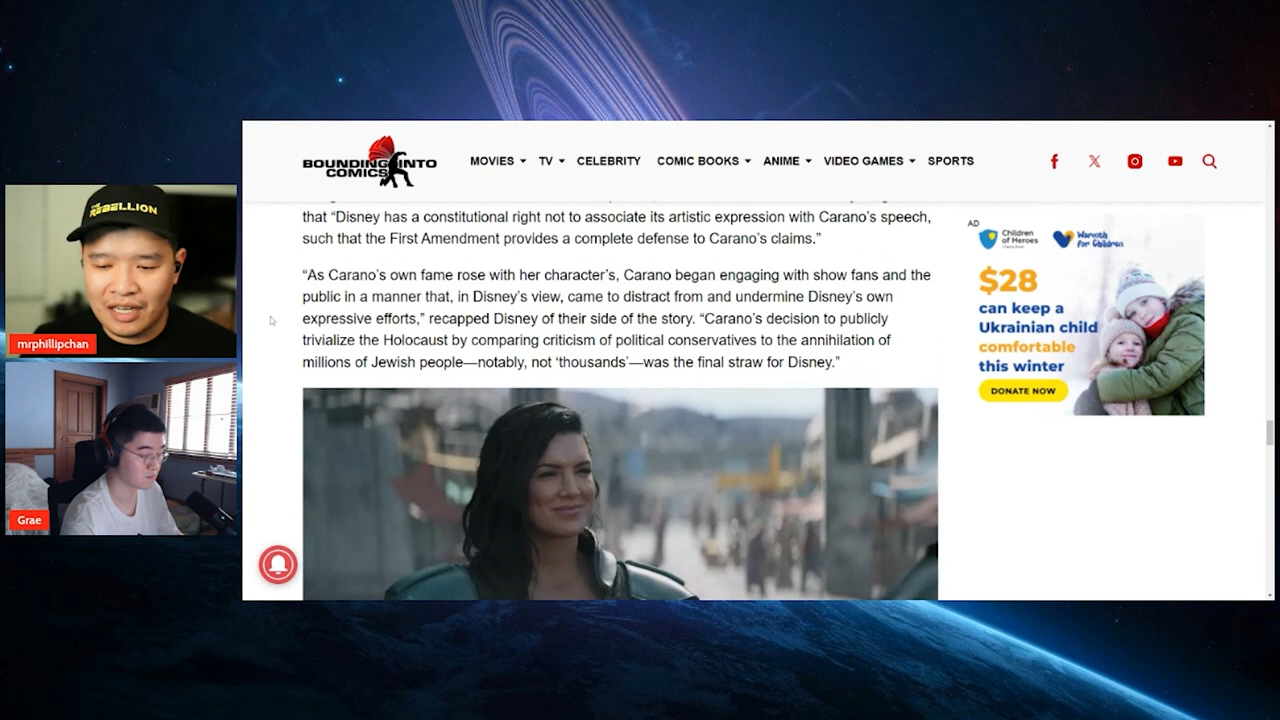 BOUNDING INTO
COMICS
MOVIES TV CELEBRITY COMIC BOOKS ANIME VIDEO GAMES SPORTS
that “Disney has a constitutional right not to associate its artistic expression with Carano’s speech,
such that the First Amendment provides a complete defense to Carano’s claims.”
“As Carano’s own fame rose with her character’s, Carano began engaging with show fans and the
public in a manner that, in Disney’s view, came to distract from and undermine Disney’s own
expressive efforts,” recapped Disney of their side of the story. “Carano’s decision to publicly
trivialize the Holocaust by comparing criticism of political conservatives to the annihilation of
millions of Jewish people—notably, not ‘thousands’—was the final straw for Disney.”
AD
Children
of Heroes
Warmth
for Children
$28
can keep a
Ukrainian child
comfortable
this winter
DONATE NOW
THE
REBELLION
mrphillipchan
Grae